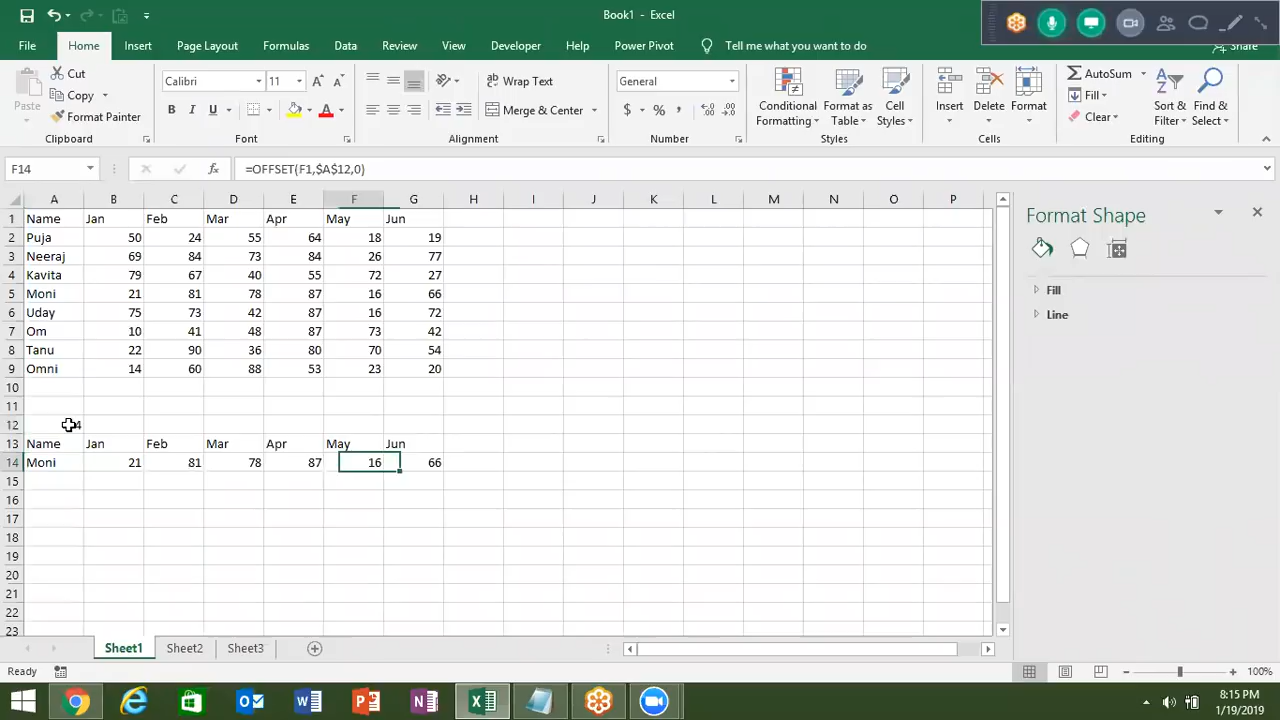 Book1 - Excel
File Home Insert Page Layout Formulas Data Review View Developer Help Power Pivot Tell me what you want to do Share
Paste Cut Copy Format Painter Clipboard
Calibri 11 B I U A Font
Wrap Text Merge & Center Alignment
General $ % Number
Conditional Formatting Format as Table Cell Styles Styles
Insert Delete Format Cells
AutoSum Fill Clear Sort & Filter Find & Select Editing
F14 fx =OFFSET(F1,$A$12,0)
A B C D E F G H I J K L M N O P
1 Name Jan Feb Mar Apr May Jun
2 Puja 50 24 55 64 18 19
3 Neeraj 69 84 73 84 26 77
4 Kavita 79 67 40 55 72 27
5 Moni 21 81 78 87 16 66
6 Uday 75 73 42 87 16 72
7 Om 10 41 48 87 73 42
8 Tanu 22 90 36 80 70 54
9 Omni 14 60 88 53 23 20
10
11
12 4
13 Name Jan Feb Mar Apr May Jun
14 Moni 21 81 78 87 16 66
15
16
17
18
19
20
21
22
23
Format Shape
Fill
Line
Sheet1 Sheet2 Sheet3
Ready 100%
8:15 PM
1/19/2019